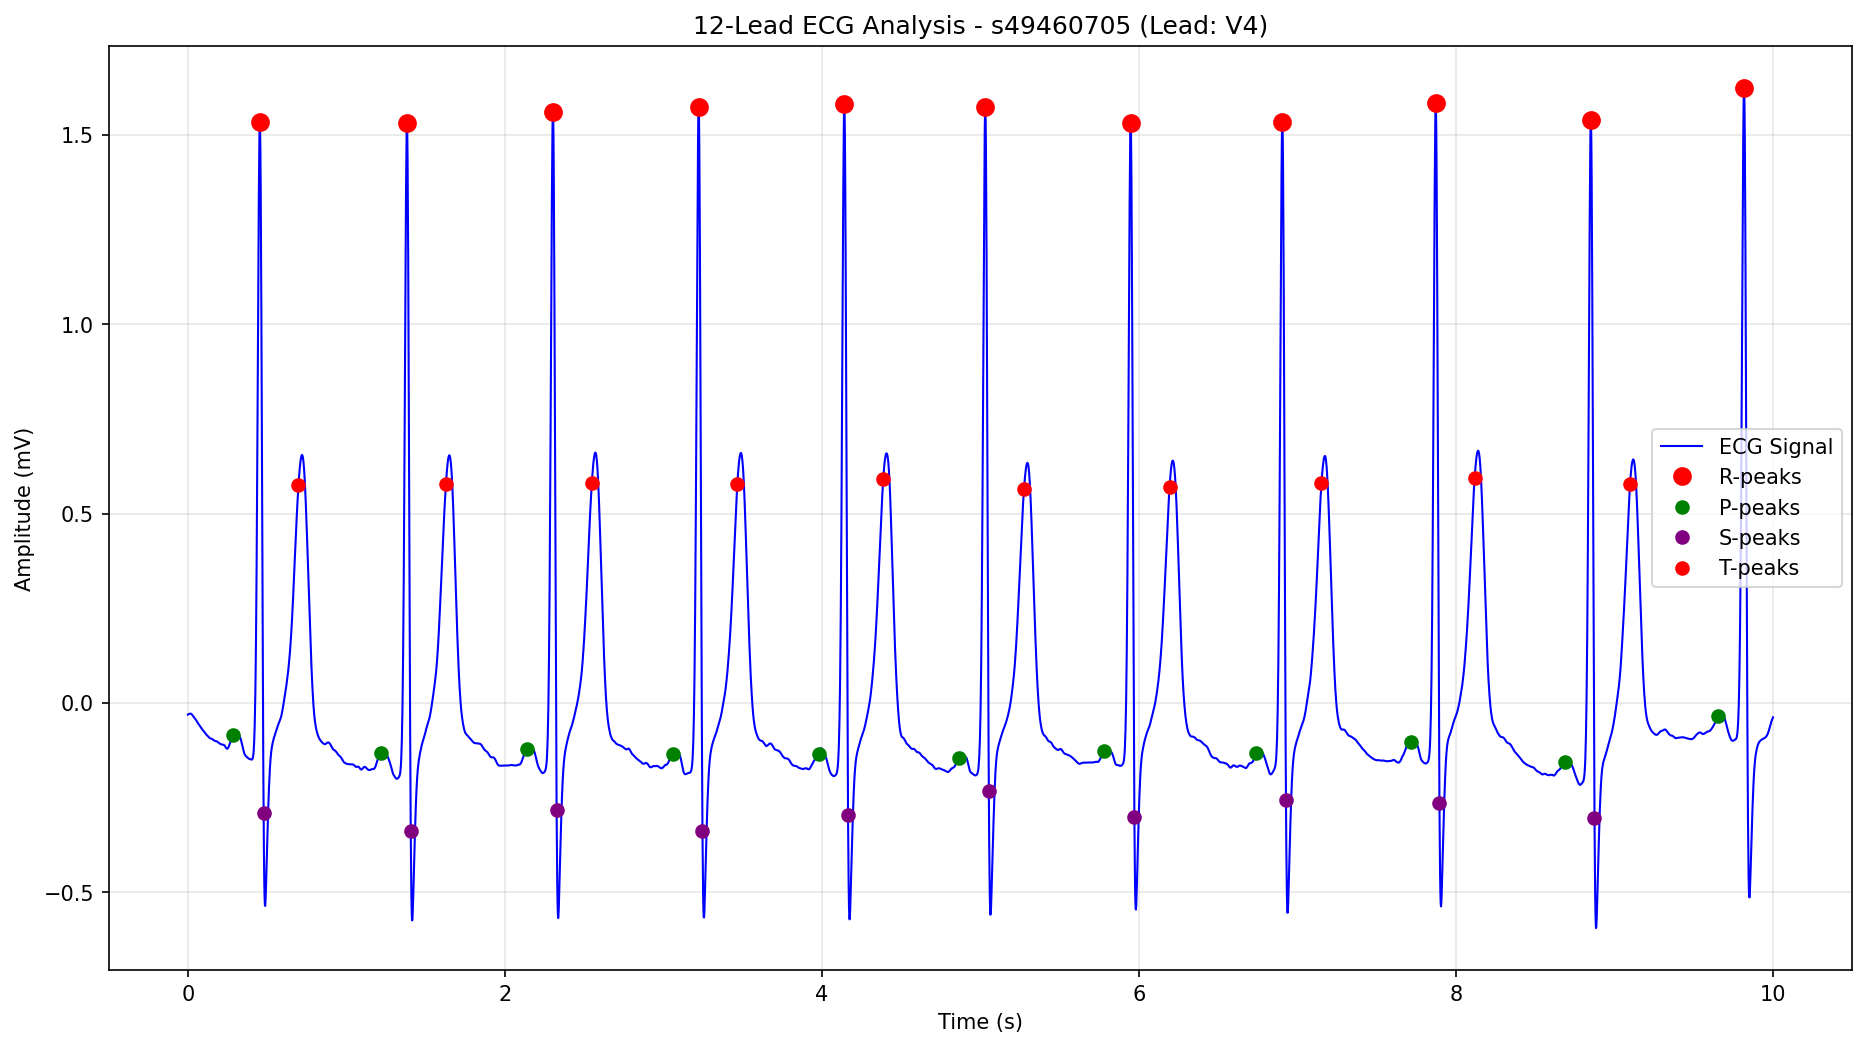 12-Lead ECG Analysis - s49460705 (Lead: V4)
Amplitude (mV)
1.5
1.0
0.5
0.0
−0.5
ECG Signal
R-peaks
P-peaks
S-peaks
T-peaks
0 2 4 6 8 10
Time (s)